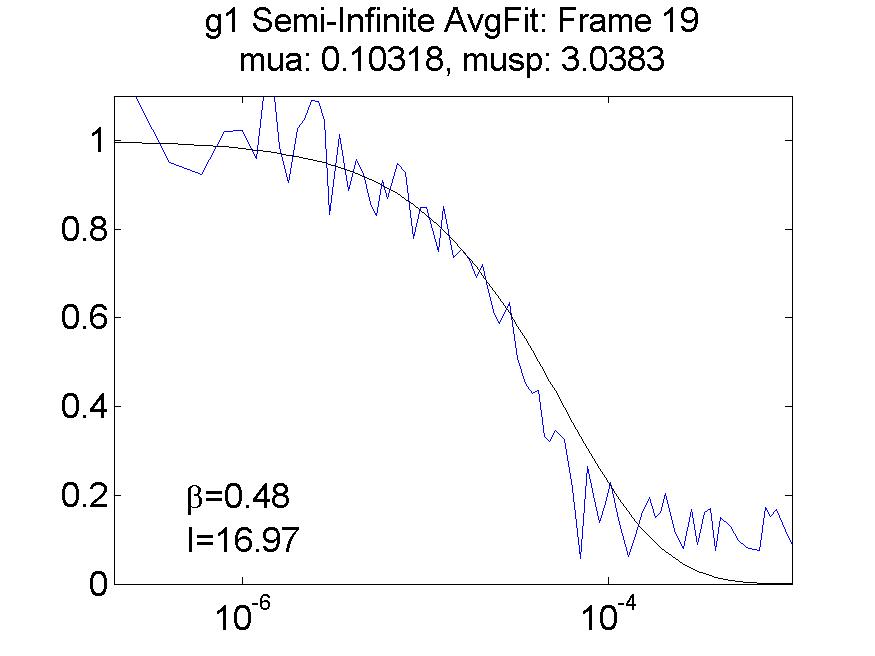 g1 Semi-Infinite AvgFit: Frame 19
mua: 0.10318, musp: 3.0383
1
0.8
0.6
0.4
0.2
0
β=0.48
I=16.97
10^-6
10^-4